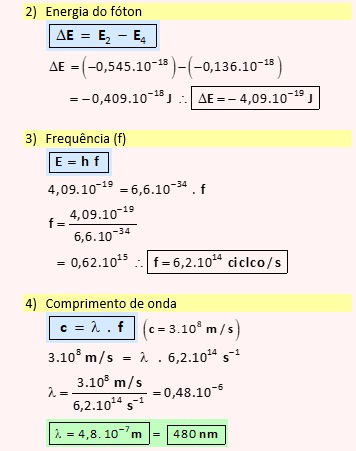 2) Energia do fóton
ΔE = E₂ − E₄
ΔE = (−0,545.10⁻¹⁸) − (−0,136.10⁻¹⁸)
= −0,409.10⁻¹⁸ J ∴ ΔE = − 4,09.10⁻¹⁹ J
3) Frequência (f)
E = h f
4,09.10⁻¹⁹ = 6,6.10⁻³⁴ . f
f = 4,09.10⁻¹⁹ / 6,6.10⁻³⁴
= 0,62.10¹⁵ ∴ f = 6,2.10¹⁴ ciclco/s
4) Comprimento de onda
c = λ . f (c = 3.10⁸ m/s)
3.10⁸ m/s = λ . 6,2.10¹⁴ s⁻¹
λ = 3.10⁸ m/s / 6,2.10¹⁴ s⁻¹ = 0,48.10⁻⁶
λ = 4,8. 10⁻⁷ m = 480 nm